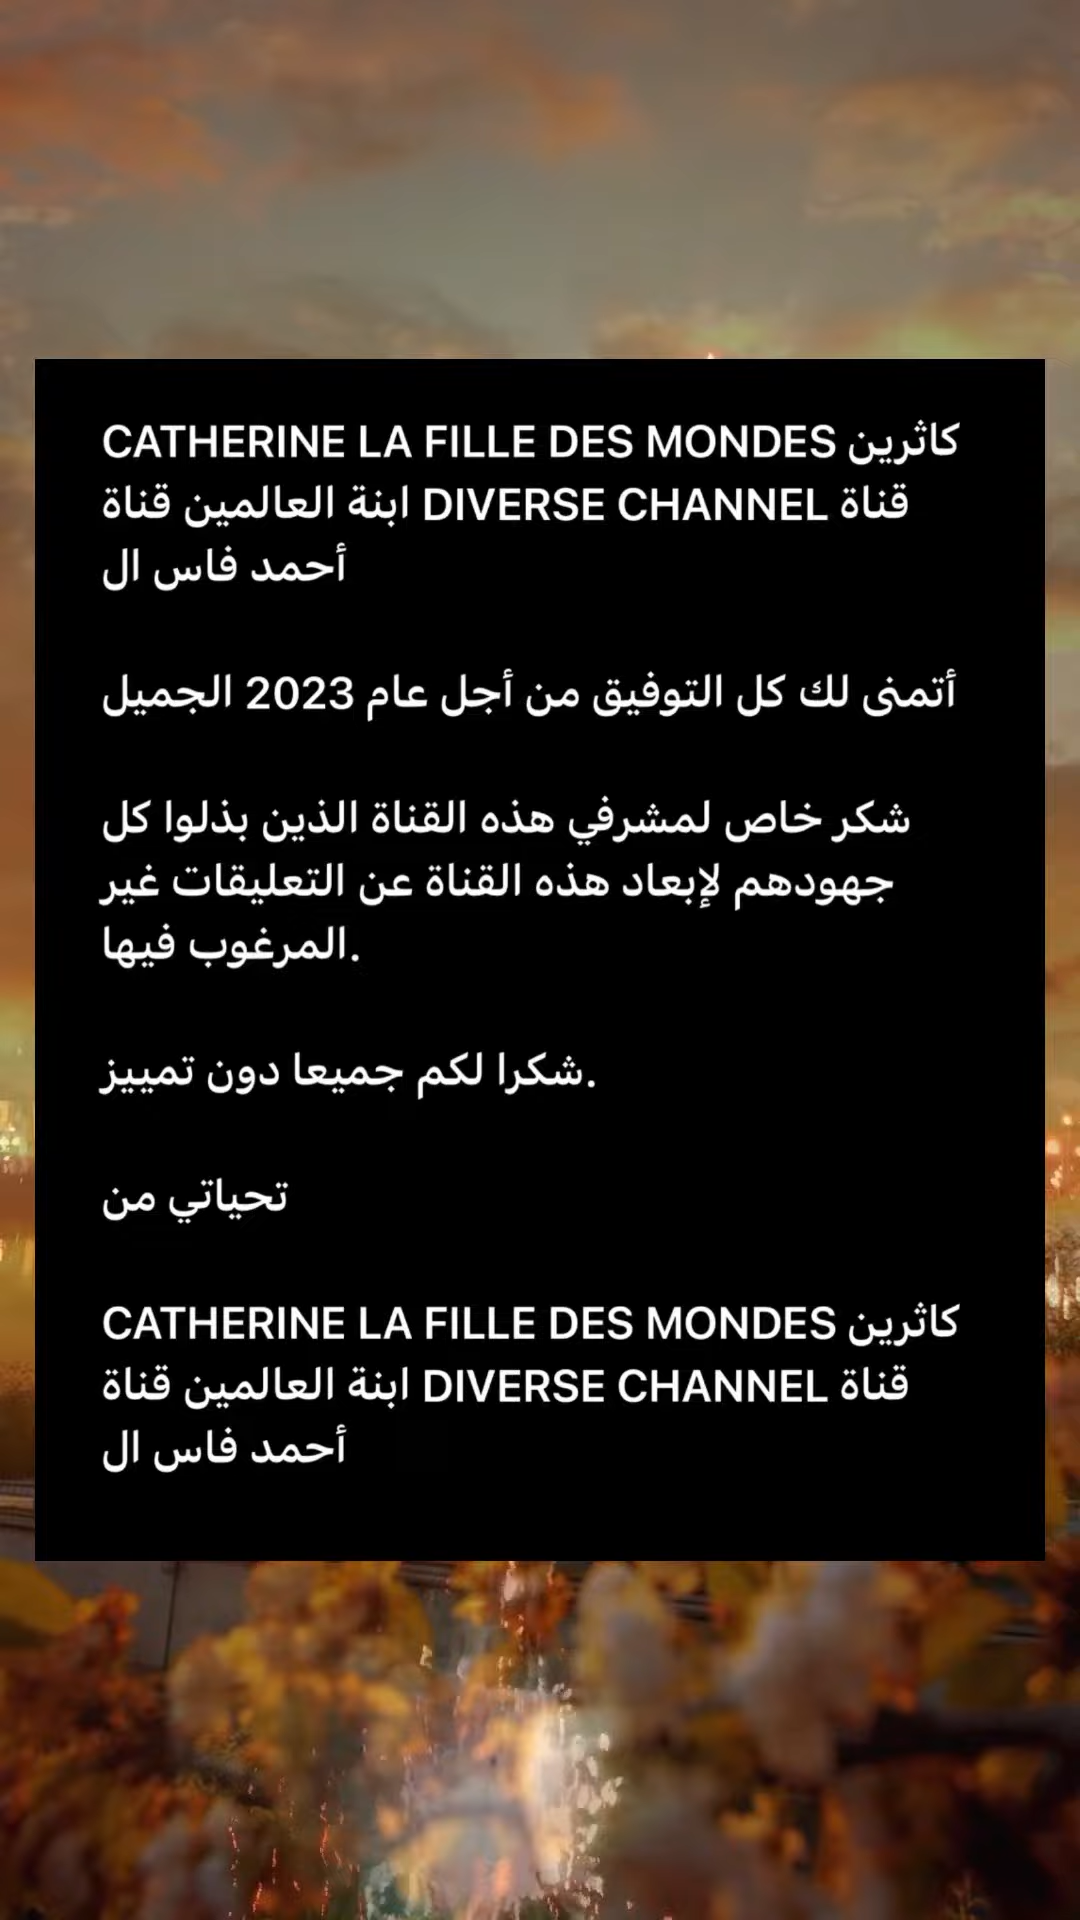 CATHERINE LA FILLE DES MONDES كاثرين
ابنة العالمين قناة DIVERSE CHANNEL قناة
أحمد فاس ال
أتمنى لك كل التوفيق من أجل عام 2023 الجميل
شكر خاص لمشرفي هذه القناة الذين بذلوا كل
جهودهم لإبعاد هذه القناة عن التعليقات غير
المرغوب فيها.
شكرا لكم جميعا دون تمييز.
تحياتي من
CATHERINE LA FILLE DES MONDES كاثرين
ابنة العالمين قناة DIVERSE CHANNEL قناة
أحمد فاس ال